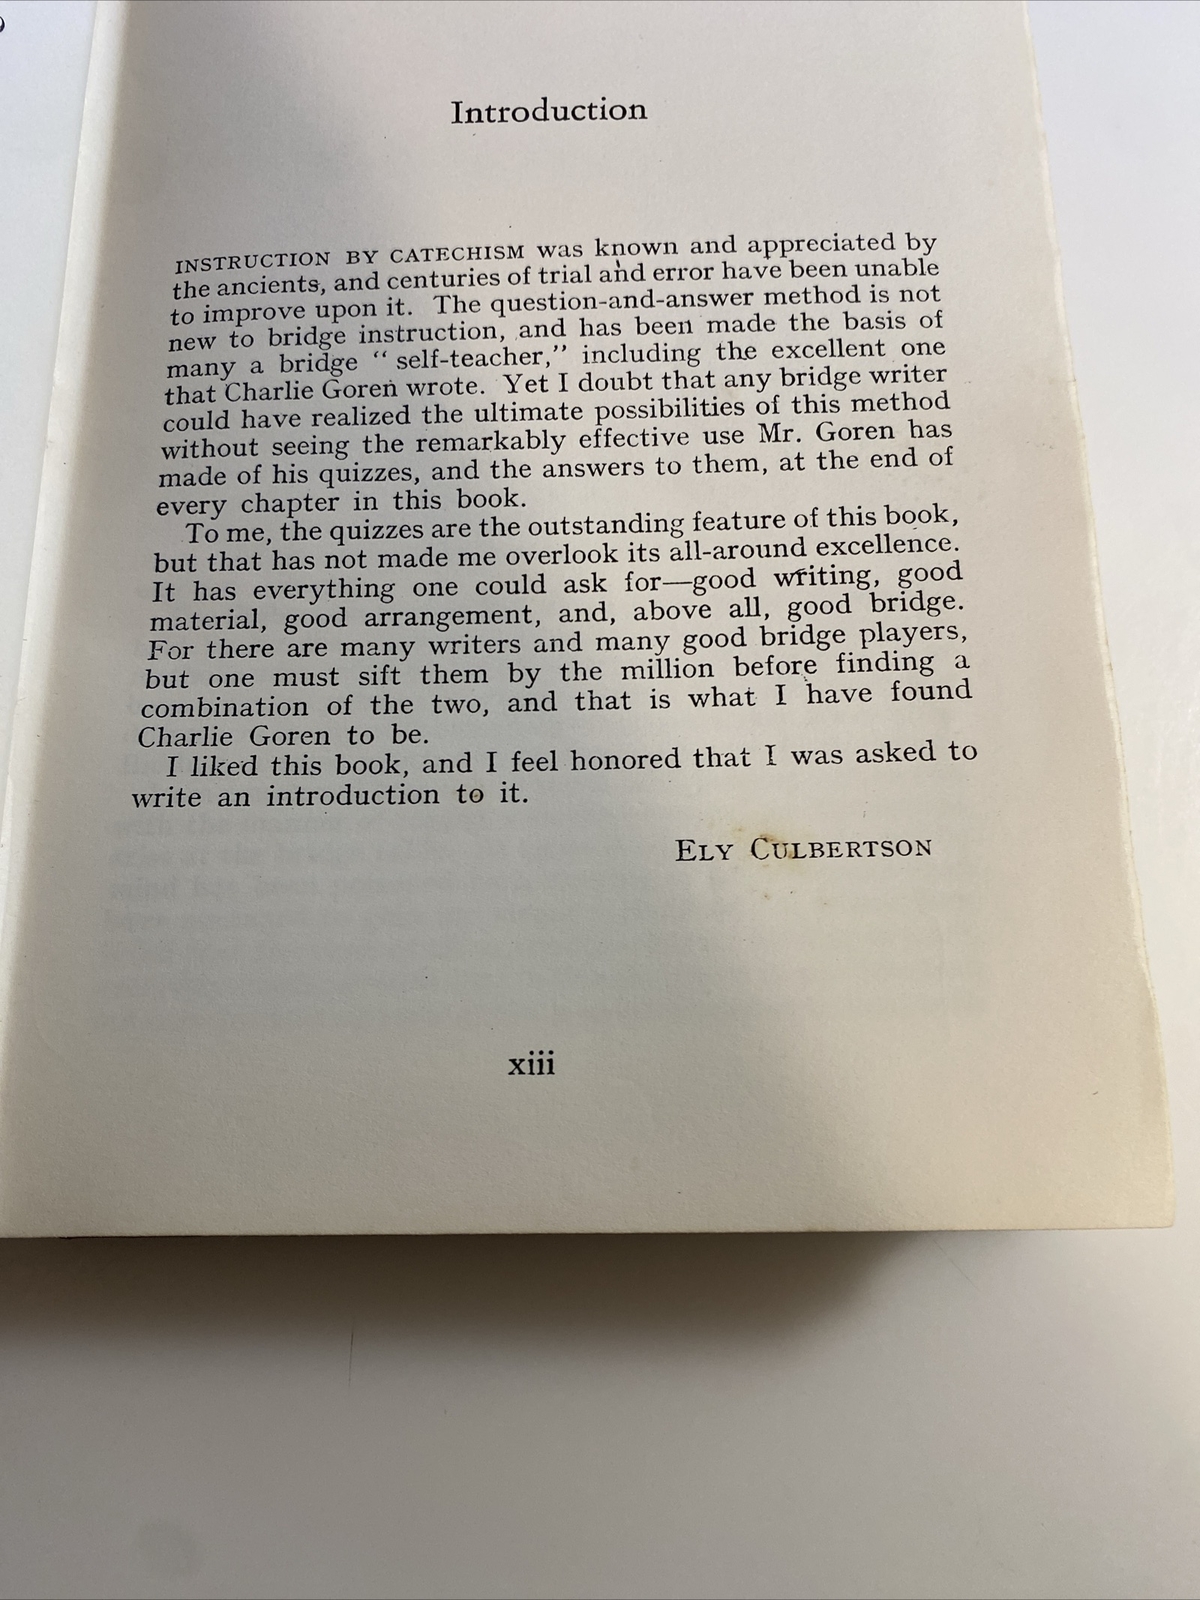 Introduction
INSTRUCTION BY CATECHISM was known and appreciated by
the ancients, and centuries of trial and error have been unable
to improve upon it. The question-and-answer method is not
new to bridge instruction, and has been made the basis of
many a bridge “ self-teacher,” including the excellent one
that Charlie Goren wrote. Yet I doubt that any bridge writer
could have realized the ultimate possibilities of this method
without seeing the remarkably effective use Mr. Goren has
made of his quizzes, and the answers to them, at the end of
every chapter in this book.
To me, the quizzes are the outstanding feature of this book,
but that has not made me overlook its all-around excellence.
It has everything one could ask for—good writing, good
material, good arrangement, and, above all, good bridge.
For there are many writers and many good bridge players,
but one must sift them by the million before finding a
combination of the two, and that is what I have found
Charlie Goren to be.
I liked this book, and I feel honored that I was asked to
write an introduction to it.
ELY CULBERTSON
xiii